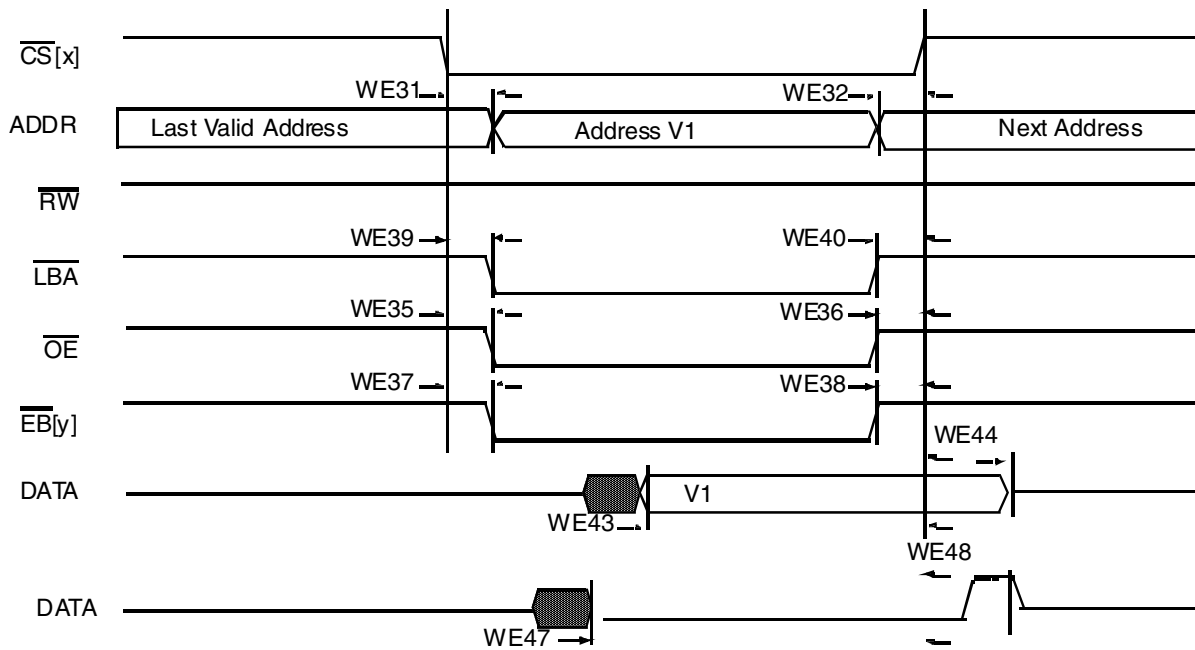 CS[x]
WE31
WE32
ADDR
Last Valid Address
Address V1
Next Address
RW
WE39
WE40
LBA
WE35
WE36
OE
WE37
WE38
EB[y]
WE44
DATA
V1
WE43
WE48
DATA
WE47